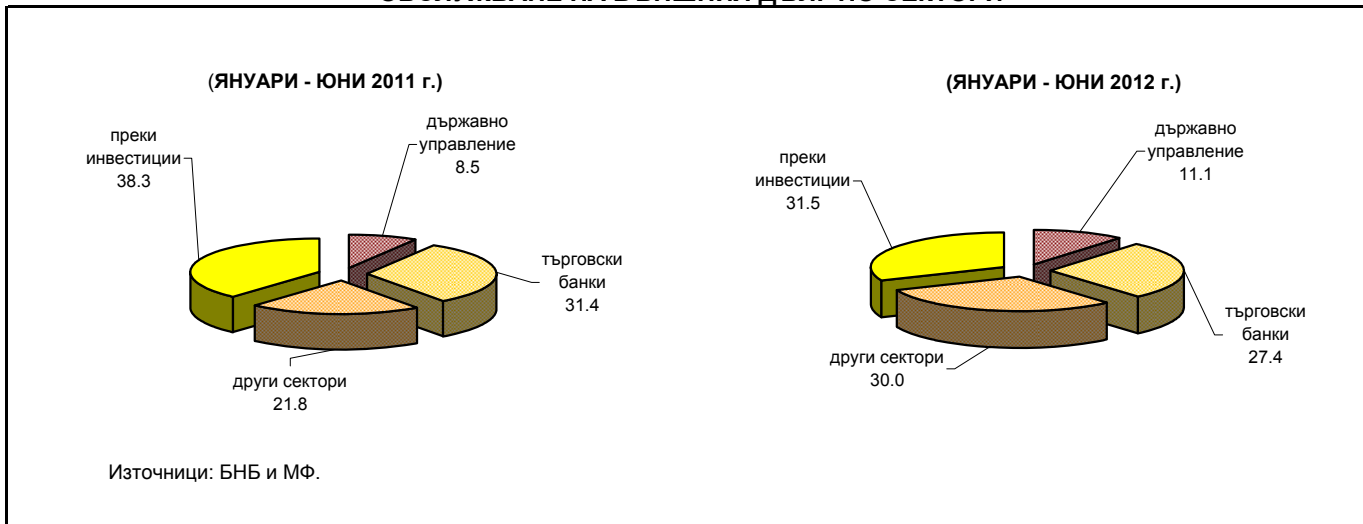 (ЯНУАРИ - ЮНИ 2011 г.)
преки
инвестиции
38.3
държавно
управление
8.5
търговски
банки
31.4
други сектори
21.8
(ЯНУАРИ - ЮНИ 2012 г.)
преки
инвестиции
31.5
държавно
управление
11.1
търговски
банки
27.4
други сектори
30.0
Източници: БНБ и МФ.